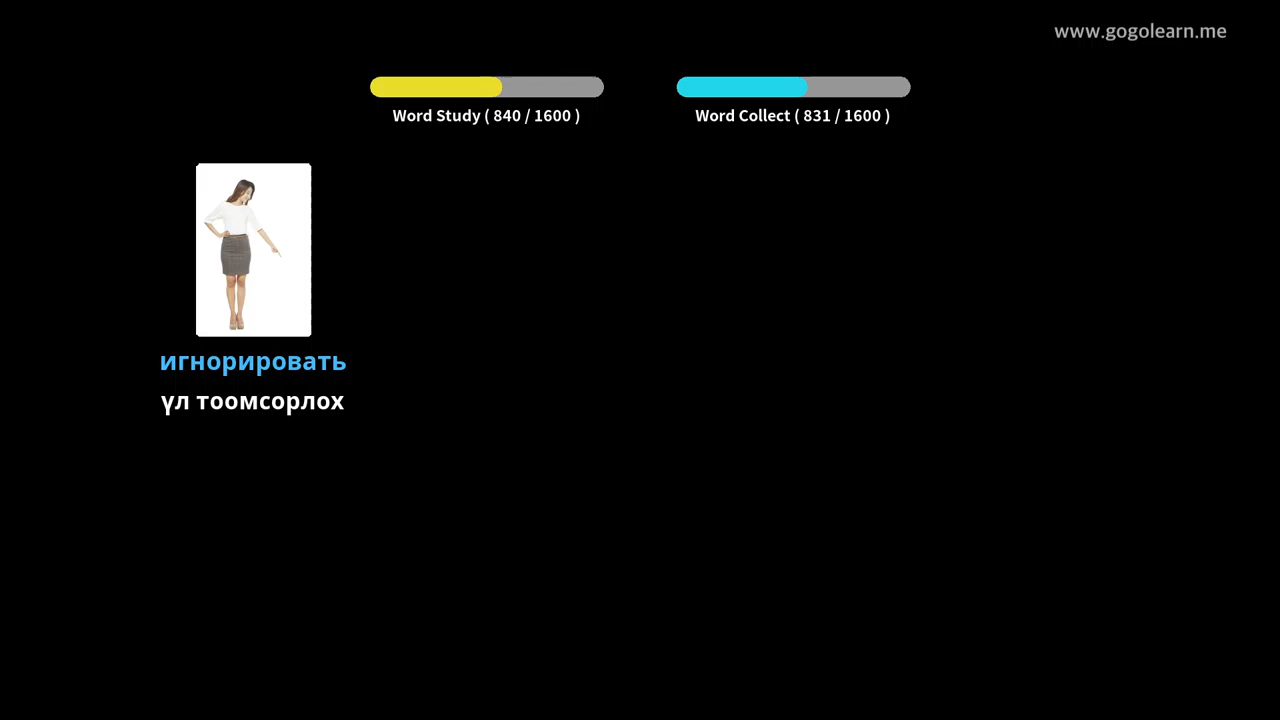 www.gogolearn.me
Word Study ( 840 / 1600 )
Word Collect ( 831 / 1600 )
игнорировать
үл тоомсорлох